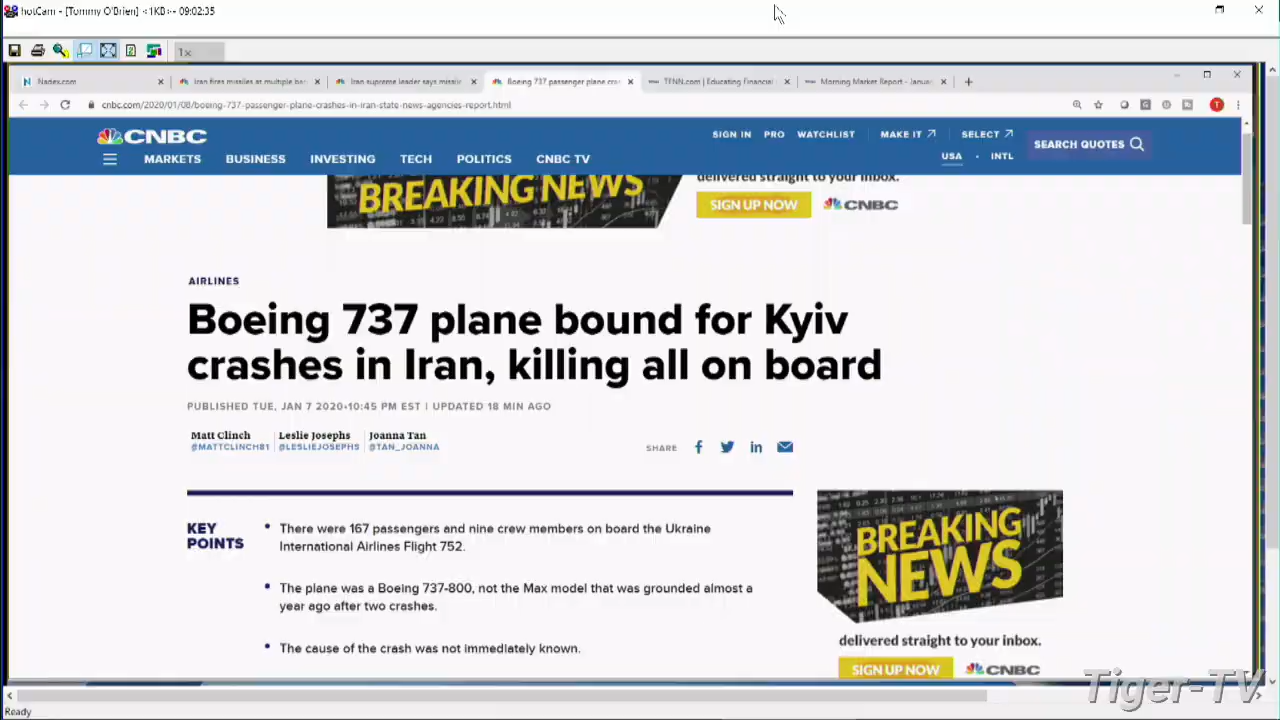 hotCam - [Tommy O'Brien] <1KB> - 09:02:35
1x
Nadex.com
Iran fires missiles at multiple ba
Iran supreme leader says missile
Boeing 737 passenger plane cra
TFNN.com | Educating Financial
Morning Market Report - Janua
cnbc.com/2020/01/08/boeing-737-passenger-plane-crashes-in-iran-state-news-agencies-report.html
T
CNBC
SIGN IN PRO WATCHLIST MAKE IT SELECT
USA • INTL
SEARCH QUOTES
MARKETS BUSINESS INVESTING TECH POLITICS CNBC TV
BREAKING NEWS
delivered straight to your inbox.
SIGN UP NOW CNBC
AIRLINES
Boeing 737 plane bound for Kyiv
crashes in Iran, killing all on board
PUBLISHED TUE, JAN 7 2020•10:45 PM EST | UPDATED 18 MIN AGO
Matt Clinch Leslie Josephs Joanna Tan
@MATTCLINCH81 @LESLIEJOSEPHS @TAN_JOANNA
SHARE
KEY
POINTS
• There were 167 passengers and nine crew members on board the Ukraine
International Airlines Flight 752.
• The plane was a Boeing 737-800, not the Max model that was grounded almost a
year ago after two crashes.
• The cause of the crash was not immediately known.
BREAKING
NEWS
delivered straight to your inbox.
SIGN UP NOW CNBC
Tiger-TV
Ready